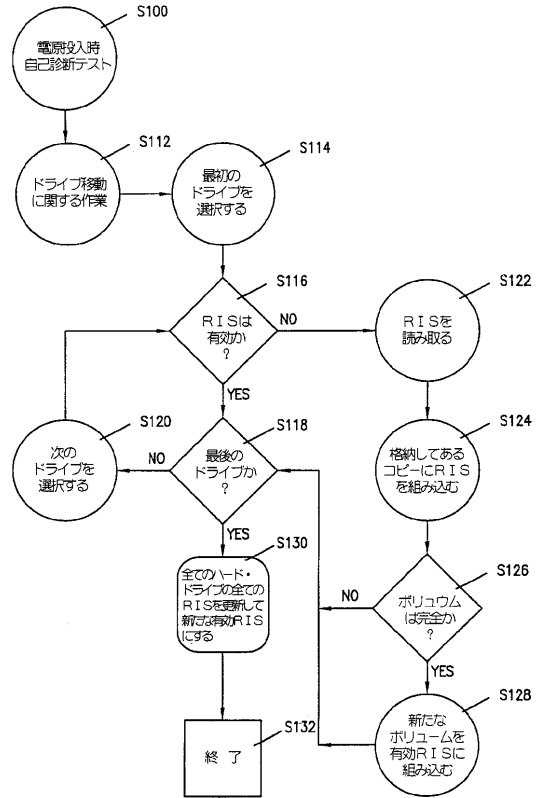 S100
電原投入時
自己診断テスト
S112
ドライブ移動
に関する作業
S114
最初の
ドライブを
選択する
S116
RISは
有効か
?
NO
YES
S122
RISを
読み取る
S120
次の
ドライブを
選択する
S118
最後の
ドライブか
?
NO
YES
S124
格納してある
コピーにRIS
を組み込む
S130
全てのハード・
ドライブの全ての
RISを更新して
新たな有効RIS
にする
S126
ボリュウム
は完全か
?
NO
YES
S128
新たな
ボリュームを
有効RISに
組み込む
S132
終了